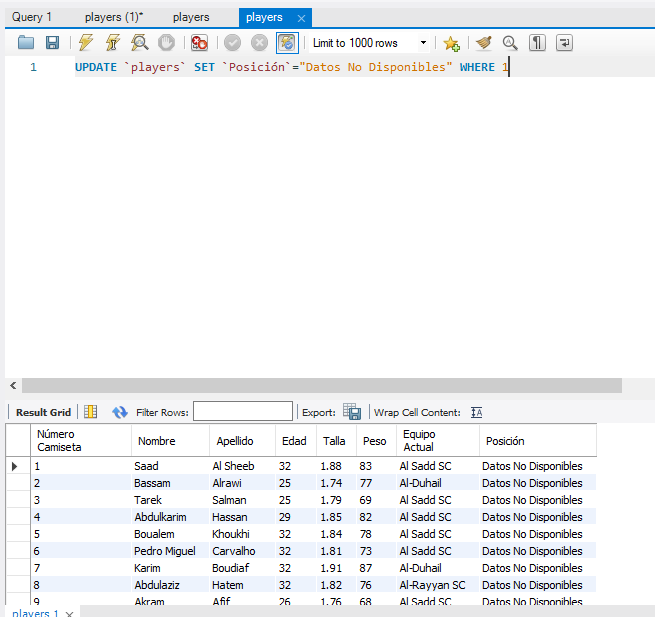 Query 1 players (1)* players players
Limit to 1000 rows
1 UPDATE `players` SET `Posición`="Datos No Disponibles" WHERE 1
Result Grid Filter Rows: Export: Wrap Cell Content: IA
Número Camiseta Nombre Apellido Edad Talla Peso Equipo Actual Posición
1 Saad Al Sheeb 32 1.88 83 Al Sadd SC Datos No Disponibles
2 Bassam Alrawi 25 1.74 77 Al-Duhail Datos No Disponibles
3 Tarek Salman 25 1.79 69 Al Sadd SC Datos No Disponibles
4 Abdulkarim Hassan 29 1.85 82 Al Sadd SC Datos No Disponibles
5 Boualem Khoukhi 32 1.84 78 Al Sadd SC Datos No Disponibles
6 Pedro Miguel Carvalho 32 1.81 73 Al Sadd SC Datos No Disponibles
7 Karim Boudiaf 32 1.91 87 Al-Duhail Datos No Disponibles
8 Abdulaziz Hatem 32 1.82 76 Al-Rayyan SC Datos No Disponibles
9 Akram Afif 26 1.76 68 Al Sadd SC Datos No Disponibles
players 1